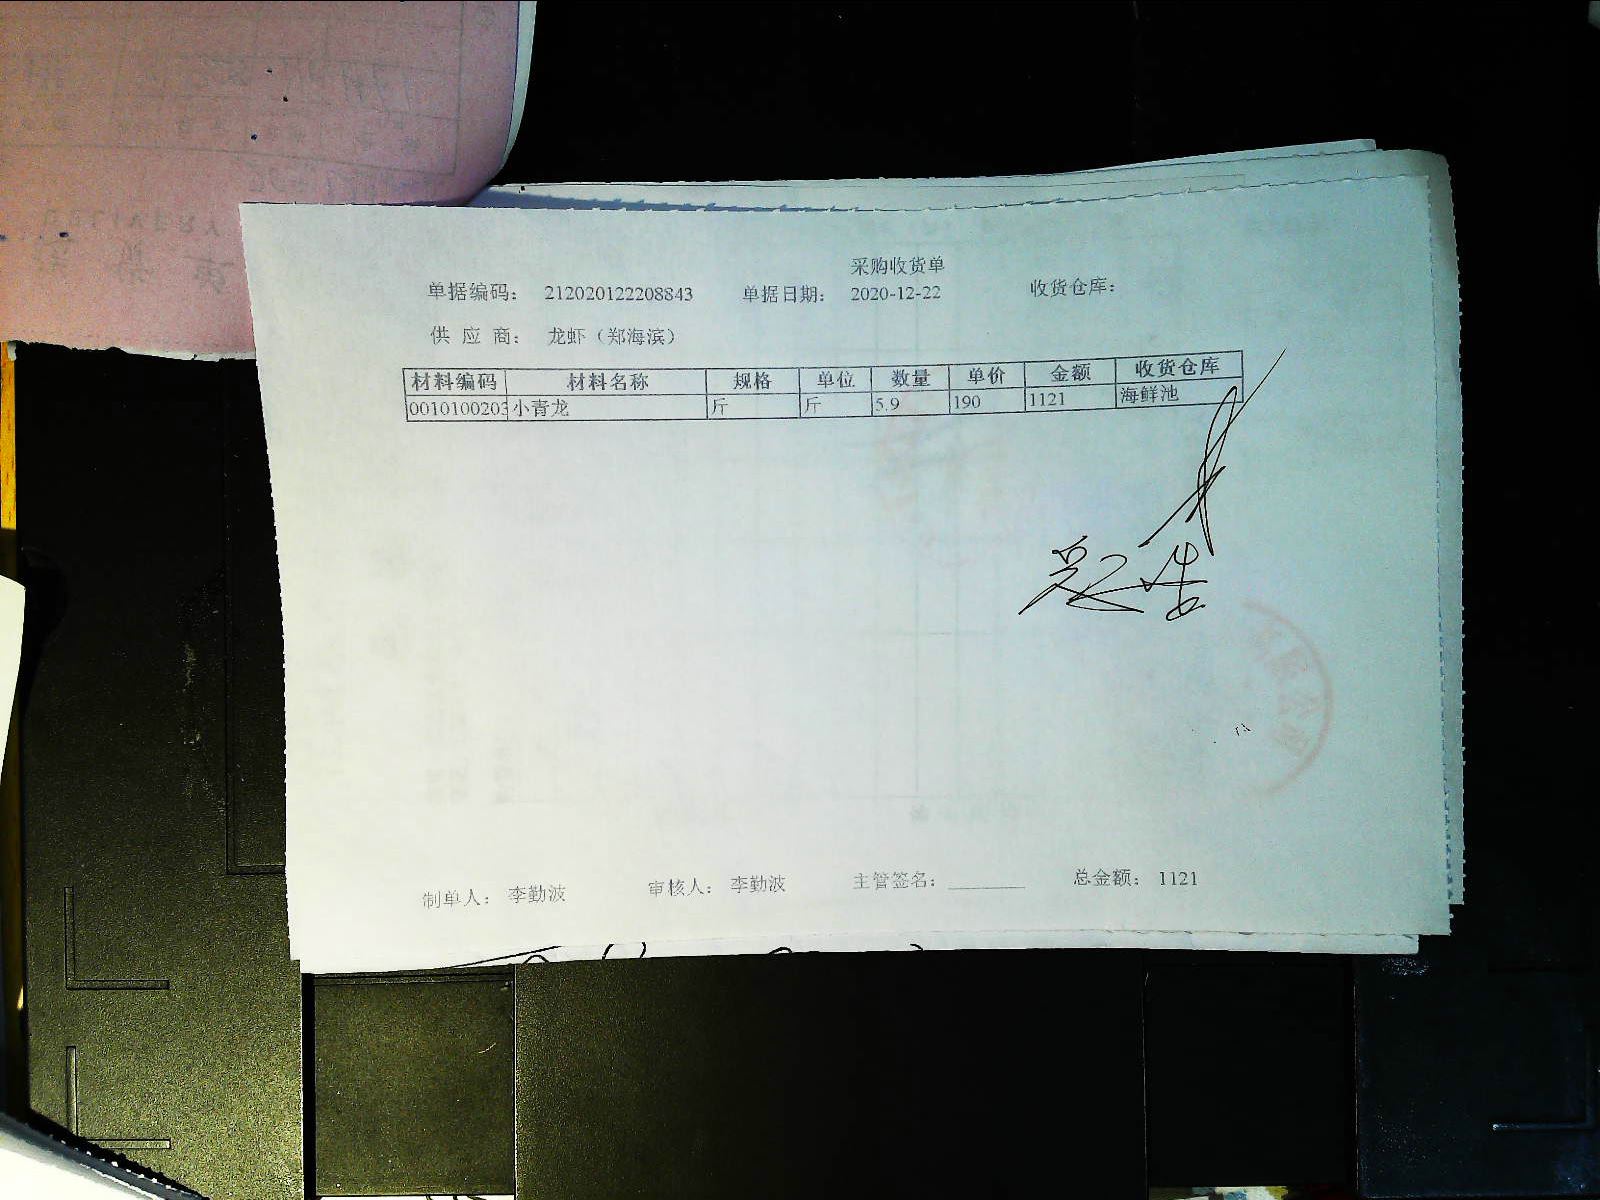 采购收货单
单据编码： 212020122208843 单据日期： 2020-12-22 收货仓库：
供 应 商： 龙虾（郑海滨）
材料编码 材料名称 规格 单位 数量 单价 金额 收货仓库
0010100203 小青龙 斤 斤 5.9 190 1121 海鲜池
制单人： 李勤波 审核人： 李勤波 主管签名：________ 总金额： 1121